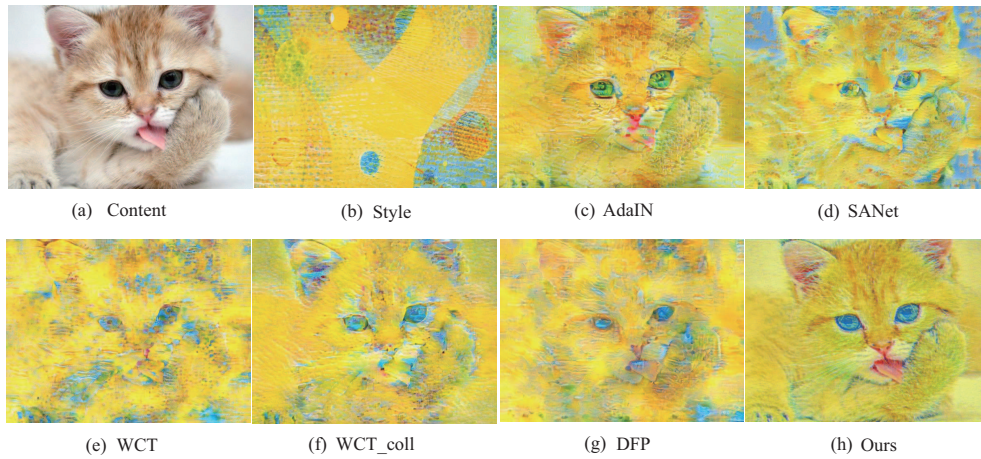 (a) Content
(b) Style
(c) AdaIN
(d) SANet
(e) WCT
(f) WCT_coll
(g) DFP
(h) Ours